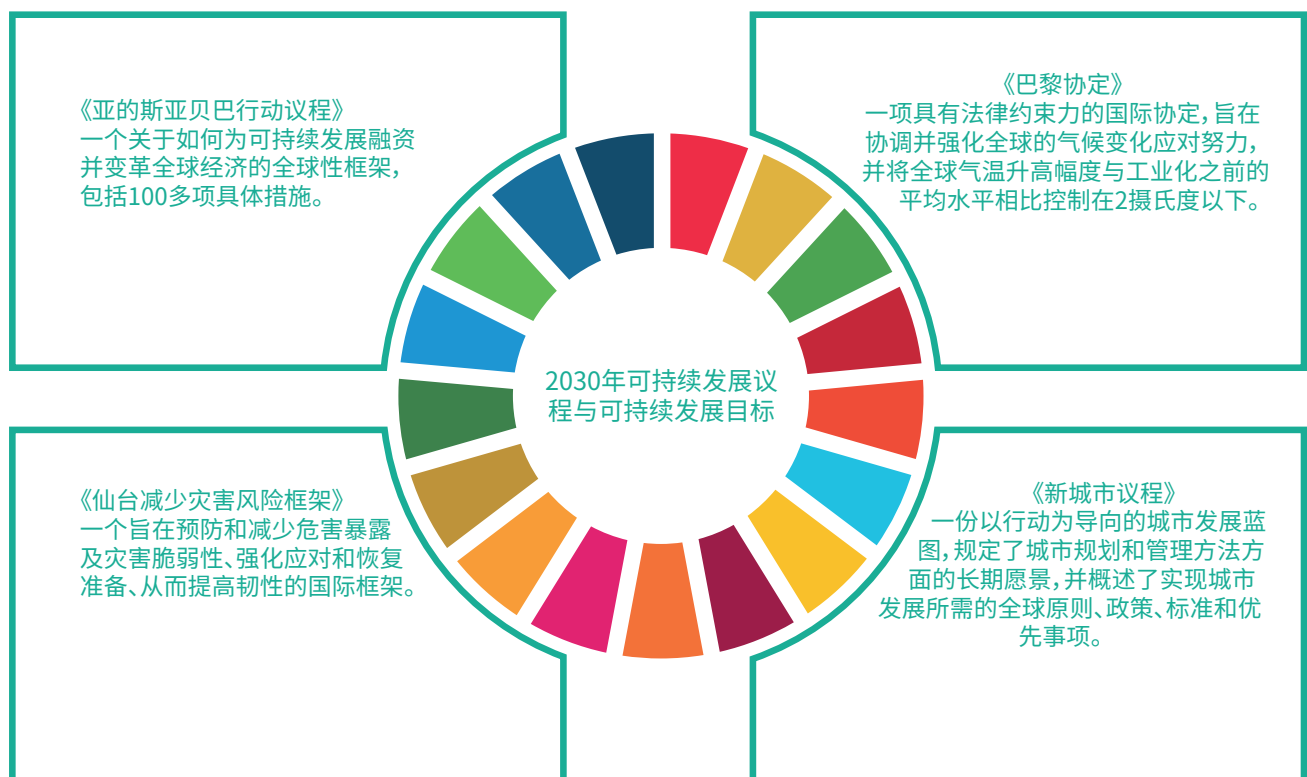 《亚的斯亚贝巴行动议程》
一个关于如何为可持续发展融资
并变革全球经济的全球性框架，
包括100多项具体措施。
《巴黎协定》
一项具有法律约束力的国际协定，旨在
协调并强化全球的气候变化应对努力，
并将全球气温升高幅度与工业化之前的
平均水平相比控制在2摄氏度以下。
2030年可持续发展议
程与可持续发展目标
《仙台减少灾害风险框架》
一个旨在预防和减少危害暴露
及灾害脆弱性、强化应对和恢复
准备、从而提高韧性的国际框架。
《新城市议程》
一份以行动为导向的城市发展蓝
图，规定了城市规划和管理方法方
面的长期愿景，并概述了实现城市
发展所需的全球原则、政策、标准和优
先事项。